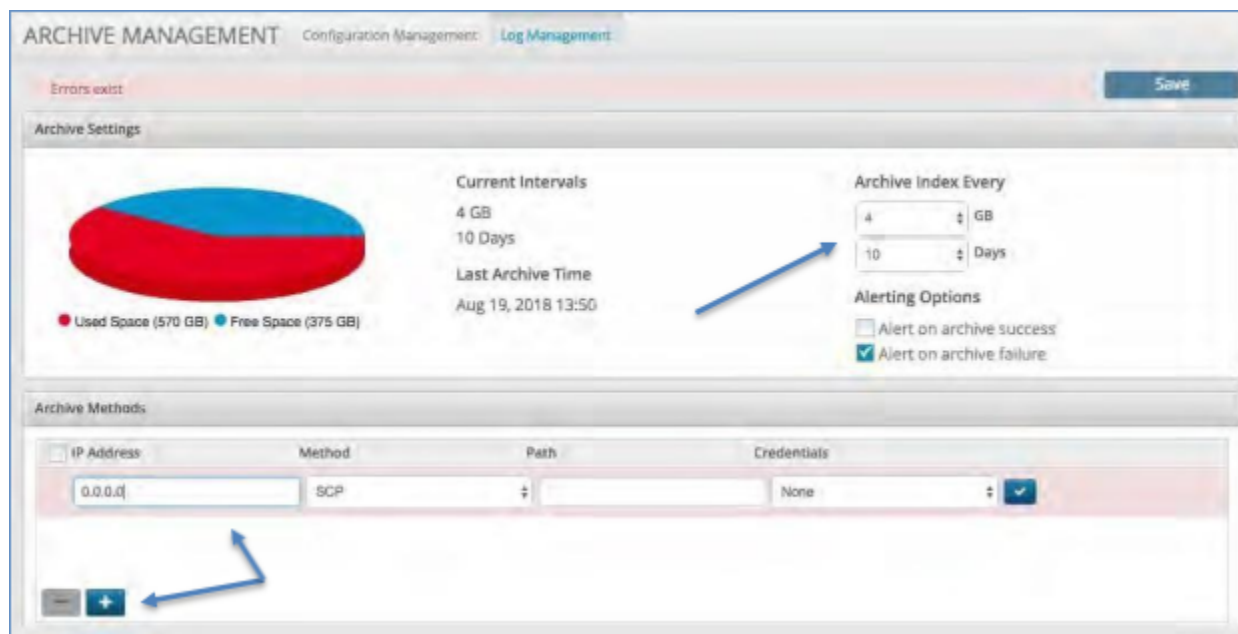 ARCHIVE MANAGEMENT Configuration Management Log Management
Errors exist Save
Archive Settings
Current Intervals
4 GB
10 Days
Last Archive Time
Aug 19, 2018 13:50
Used Space (570 GB) Free Space (375 GB)
Archive Index Every
4 GB
10 Days
Alerting Options
Alert on archive success
Alert on archive failure
Archive Methods
IP Address Method Path Credentials
0.0.0.0 SCP None